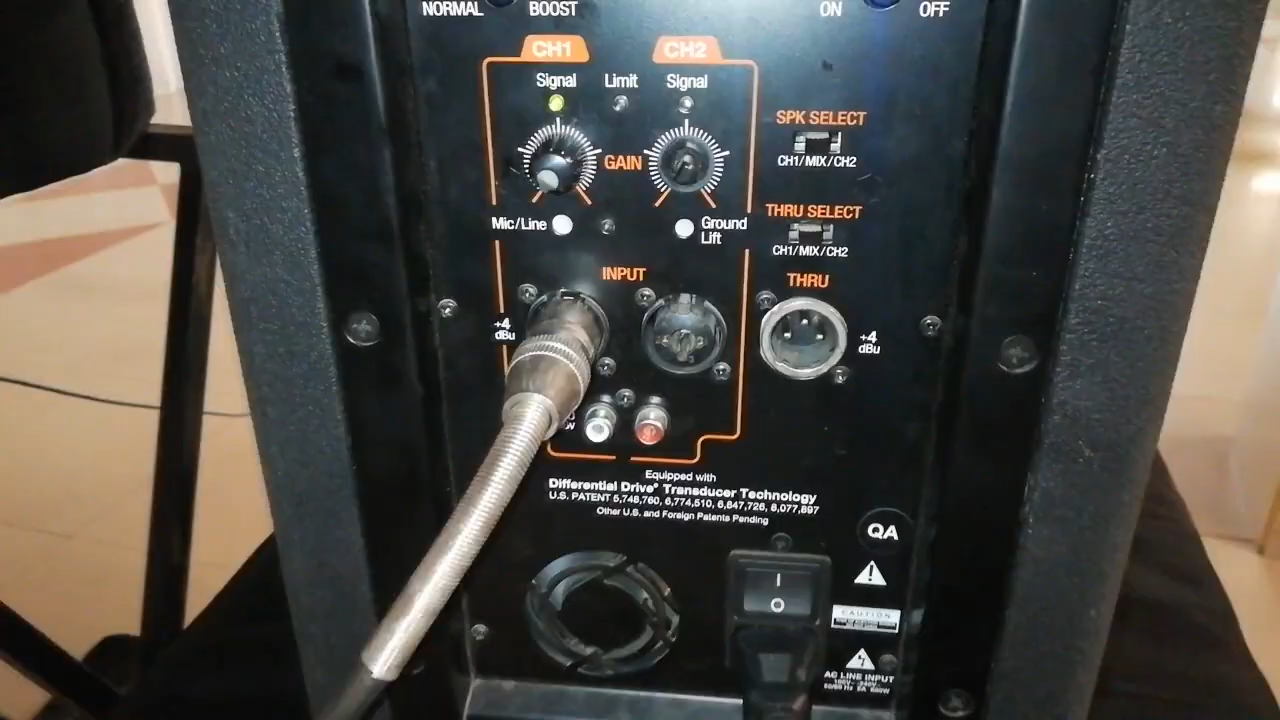 NORMAL BOOST ON OFF
CH1 CH2
Signal Limit Signal
SPK SELECT
CH1/MIX/CH2
GAIN
THRU SELECT
CH1/MIX/CH2
Mic/Line
Ground
Lift
INPUT
THRU
+4
dBu
+4
dBu
Equipped with
Differential Drive® Transducer Technology
U.S. PATENT 5,748,760, 6,774,510, 6,847,726, 8,077,897
Other U.S. and Foreign Patents Pending
QA
I
O
CAUTION
AC LINE INPUT